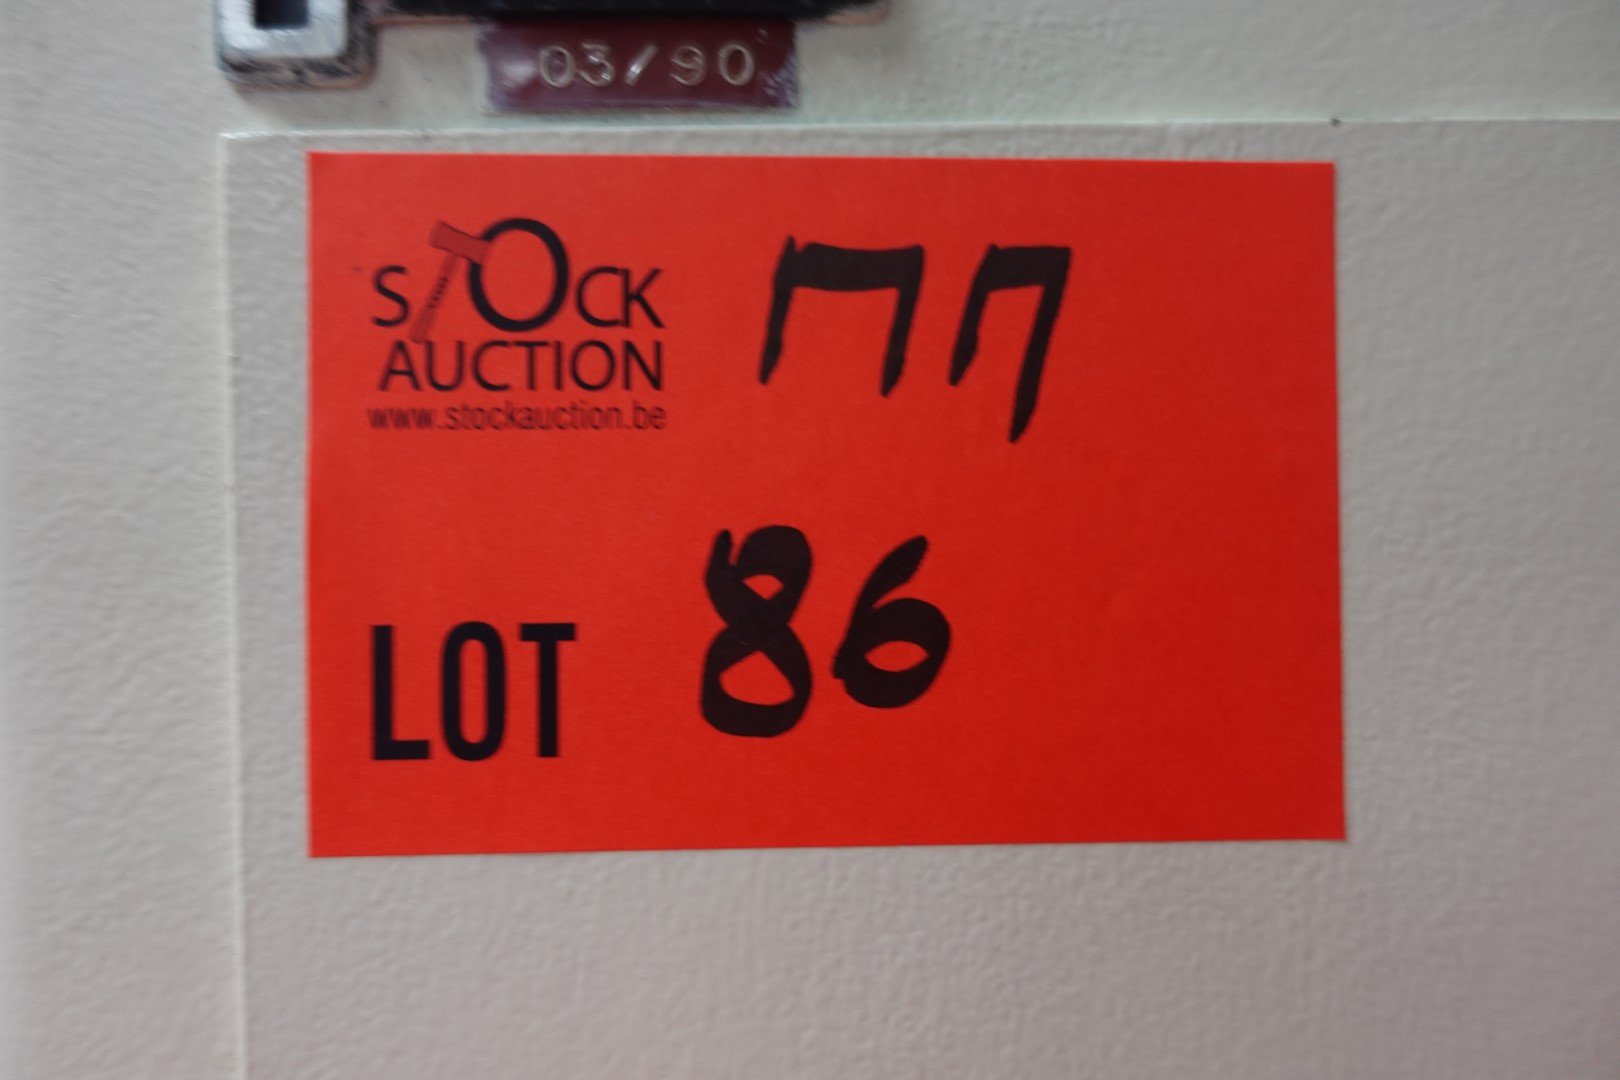 03/90
STOCK
AUCTION
www.stockauction.be
LOT 86